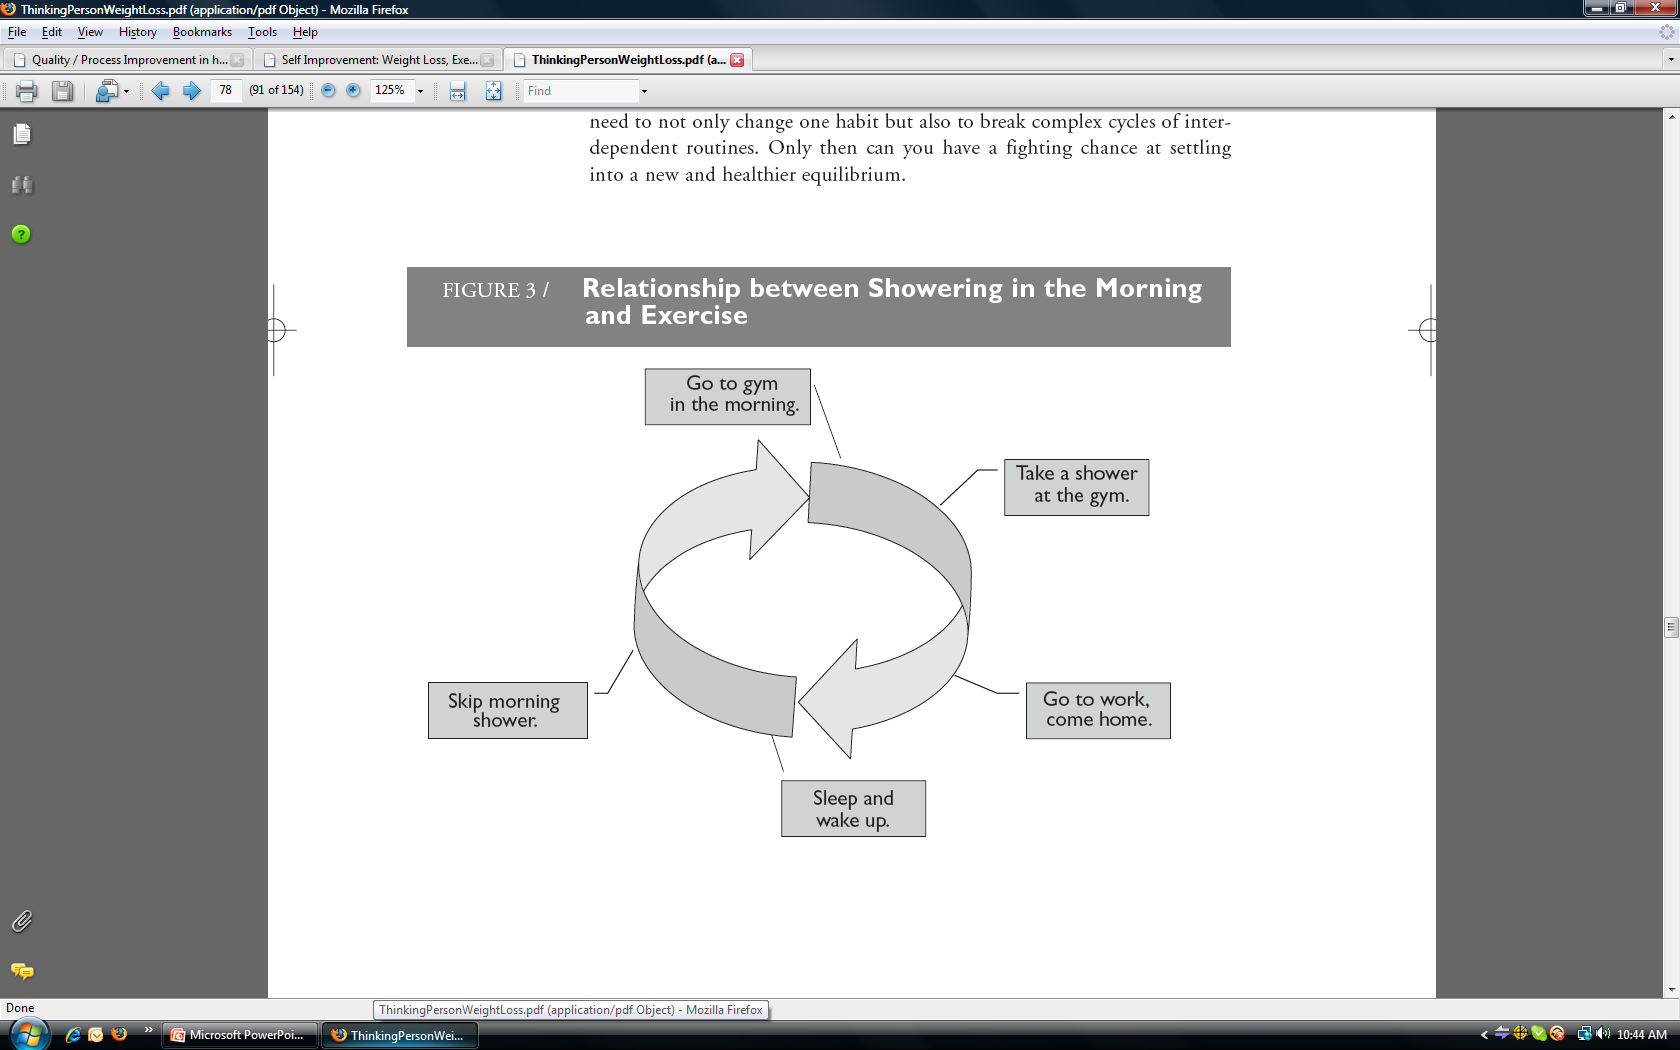 ThinkingPersonWeightLoss.pdf (application/pdf Object) - Mozilla Firefox
File Edit View History Bookmarks Tools Help
Quality / Process Improvement in h... Self Improvement: Weight Loss, Exe... ThinkingPersonWeightLoss.pdf (a...
78 (91 of 154) 125% Find
need to not only change one habit but also to break complex cycles of inter-
dependent routines. Only then can you have a fighting chance at settling
into a new and healthier equilibrium.
FIGURE 3 / Relationship between Showering in the Morning
and Exercise
Go to gym
in the morning.
Take a shower
at the gym.
Go to work,
come home.
Sleep and
wake up.
Skip morning
shower.
Done
ThinkingPersonWeightLoss.pdf (application/pdf Object) - Mozilla Firefox
Microsoft PowerPoi... ThinkingPersonWei... 10:44 AM